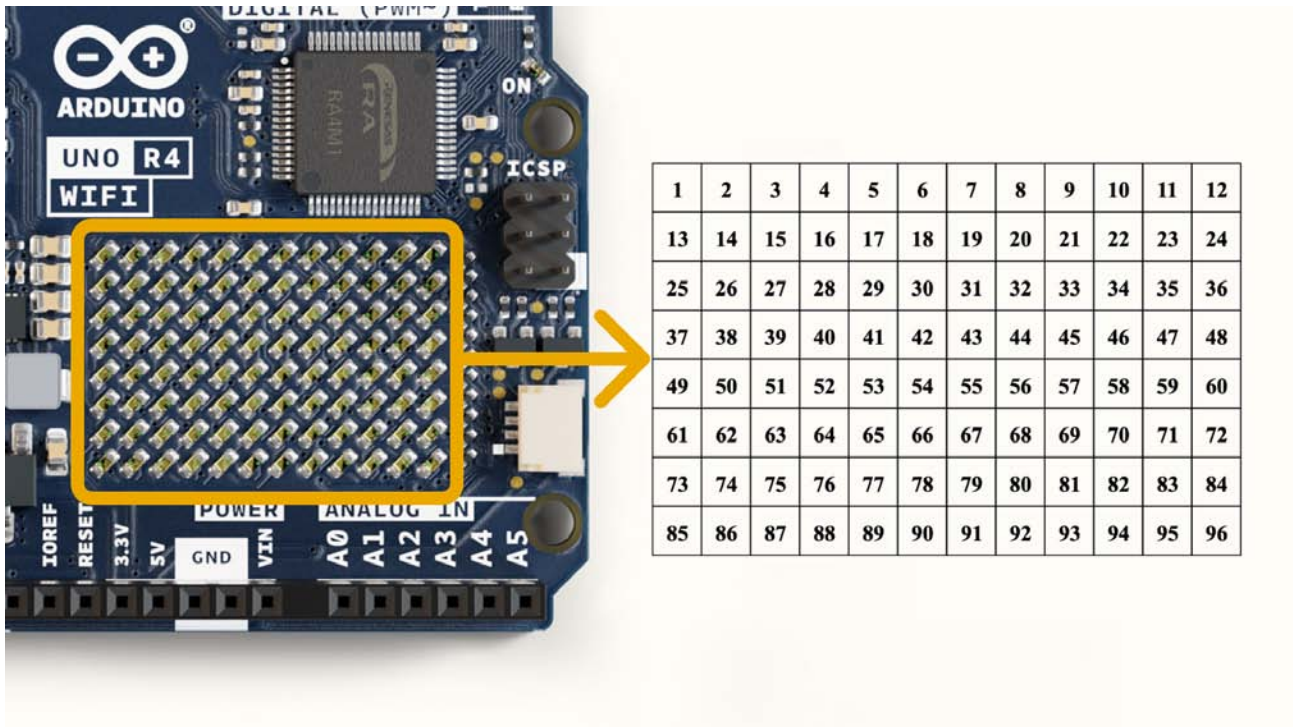 DIGITAL (PWM~)
®
ARDUINO
UNO R4
WIFI
RENESAS
RA
RA4M1
ON
ICSP
IOREF
RESET
3.3V
5V
GND
VIN
POWER
ANALOG IN
A0
A1
A2
A3
A4
A5
1 2 3 4 5 6 7 8 9 10 11 12
13 14 15 16 17 18 19 20 21 22 23 24
25 26 27 28 29 30 31 32 33 34 35 36
37 38 39 40 41 42 43 44 45 46 47 48
49 50 51 52 53 54 55 56 57 58 59 60
61 62 63 64 65 66 67 68 69 70 71 72
73 74 75 76 77 78 79 80 81 82 83 84
85 86 87 88 89 90 91 92 93 94 95 96